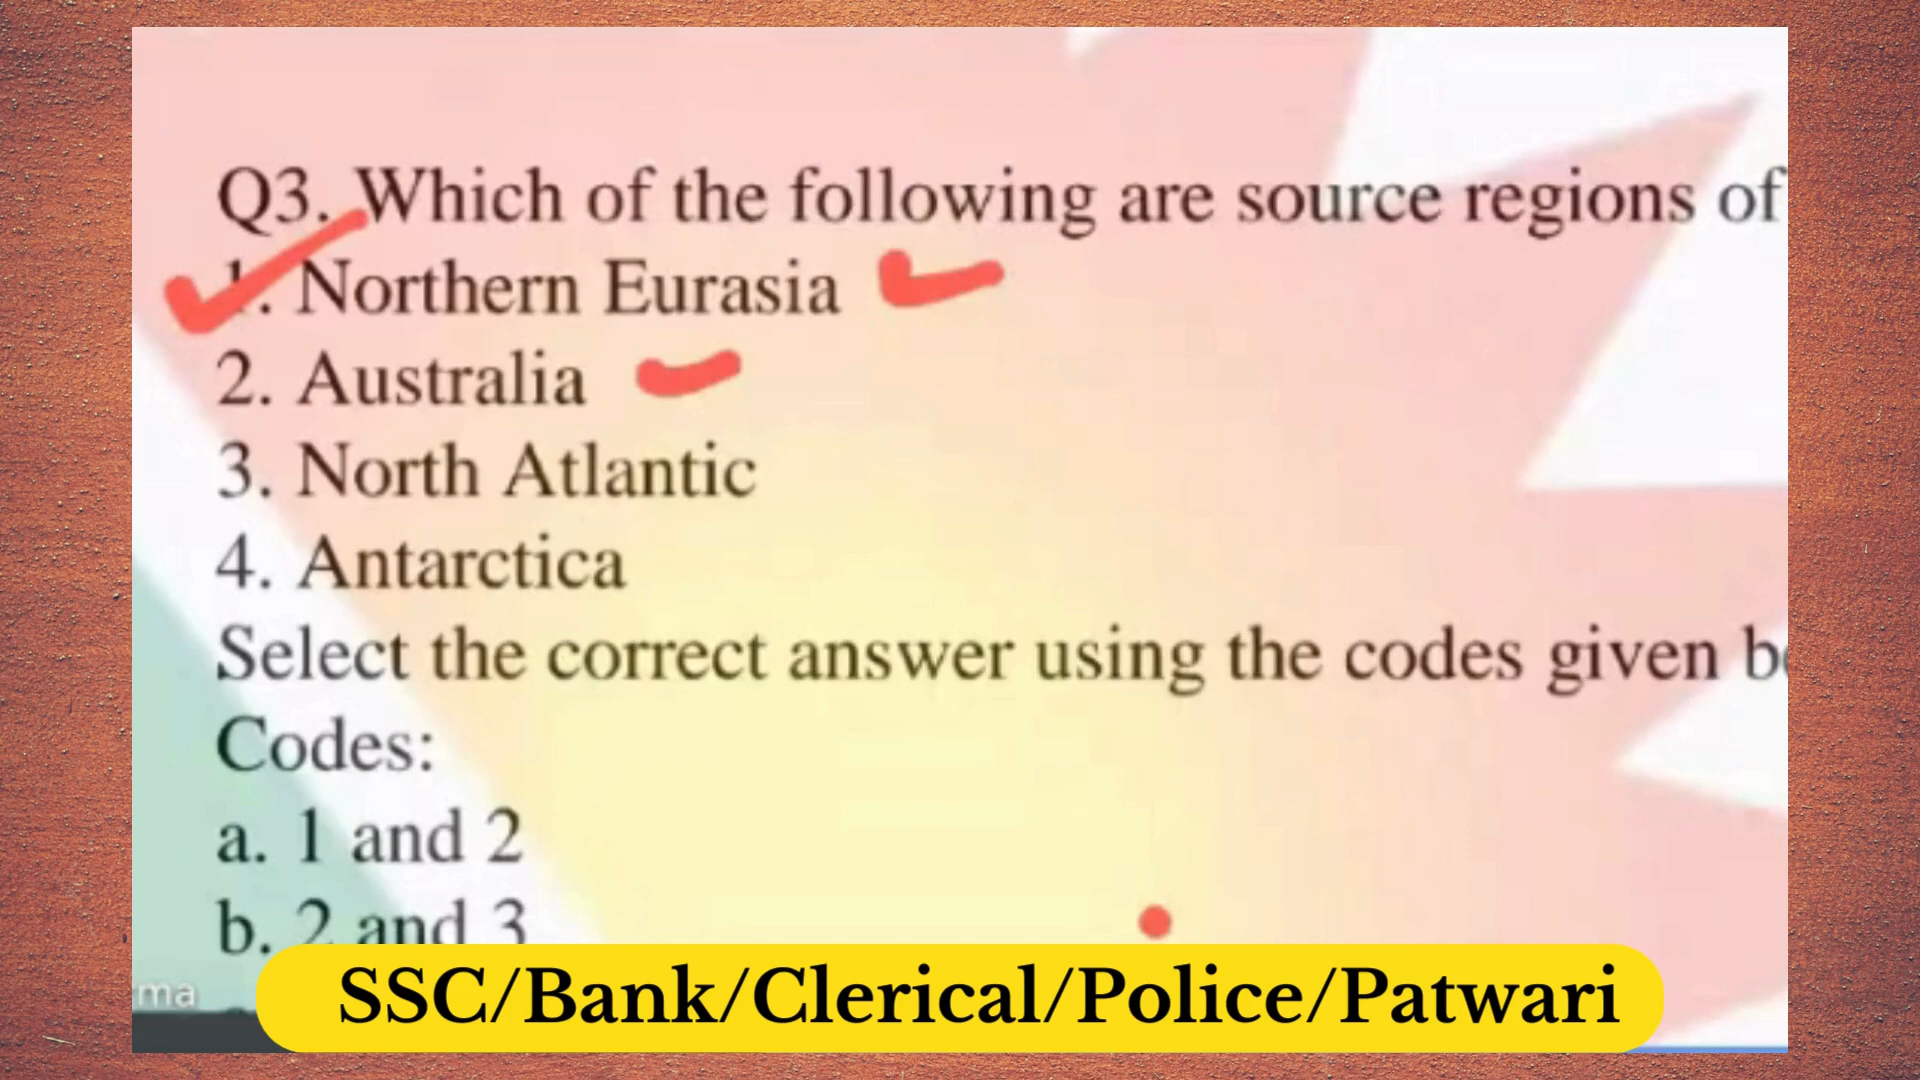 Q3. Which of the following are source regions of
1. Northern Eurasia
2. Australia
3. North Atlantic
4. Antarctica
Select the correct answer using the codes given
Codes:
a. 1 and 2
b. 2 and 3
ma
SSC/Bank/Clerical/Police/Patwari